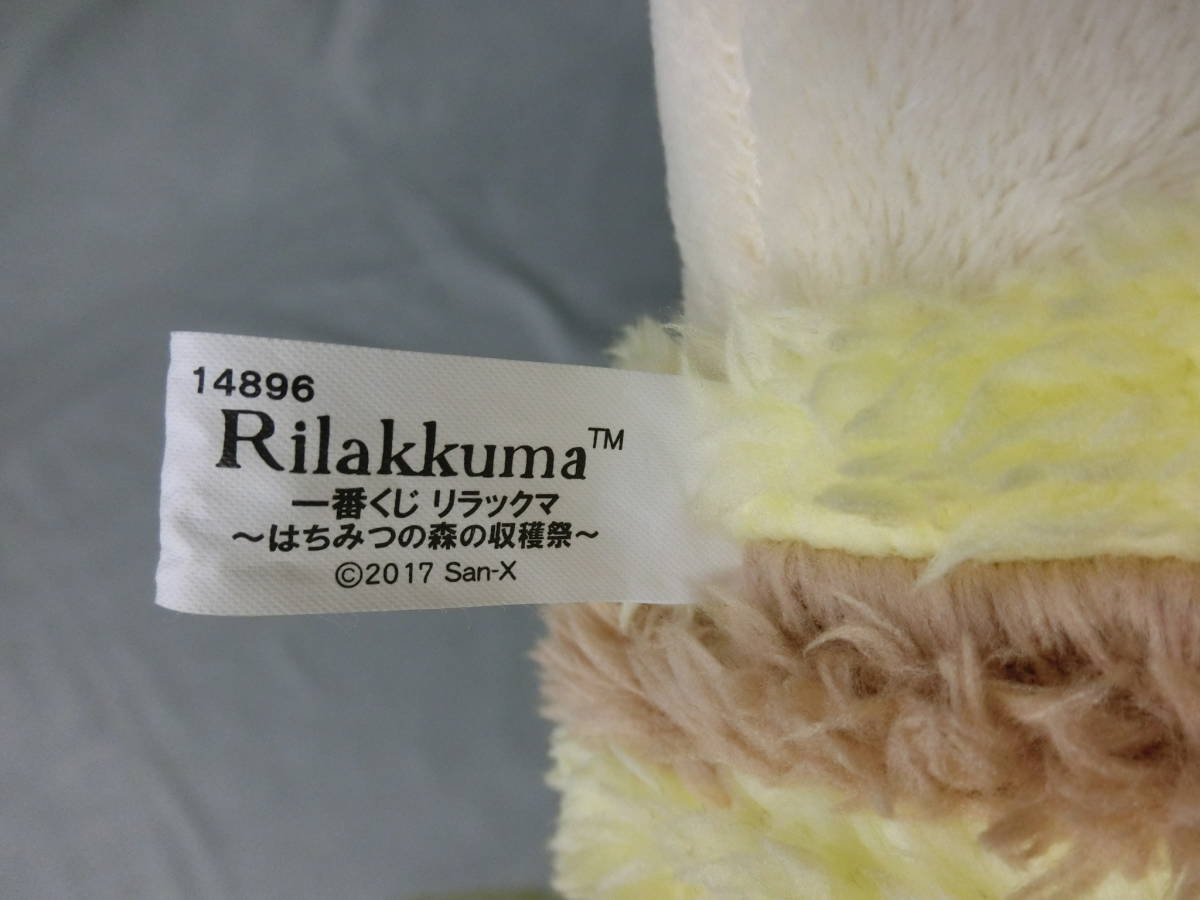 14896
Rilakkuma™
一番くじ リラックマ
～はちみつの森の収穫祭～
©2017 San-X